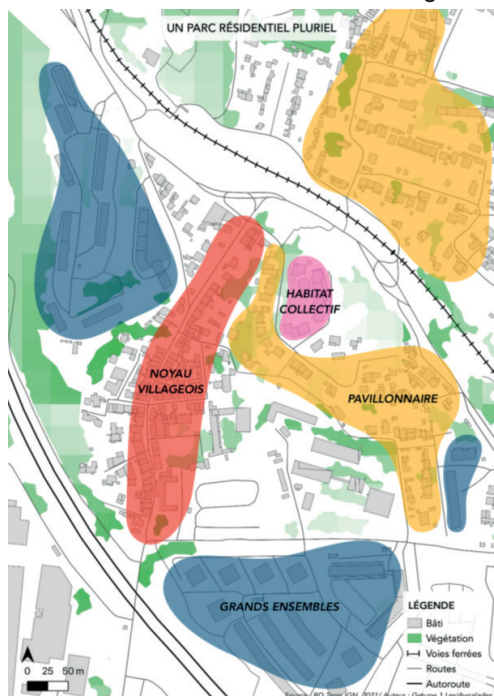 UN PARC RÉSIDENTIEL PLURIEL
HABITAT
COLLECTIF
NOYAU
VILLAGEOIS
PAVILLONNAIRE
GRANDS ENSEMBLES
LÉGENDE
Bâti
Végétation
Voies ferrées
Routes
Autoroute
0 25 50 m